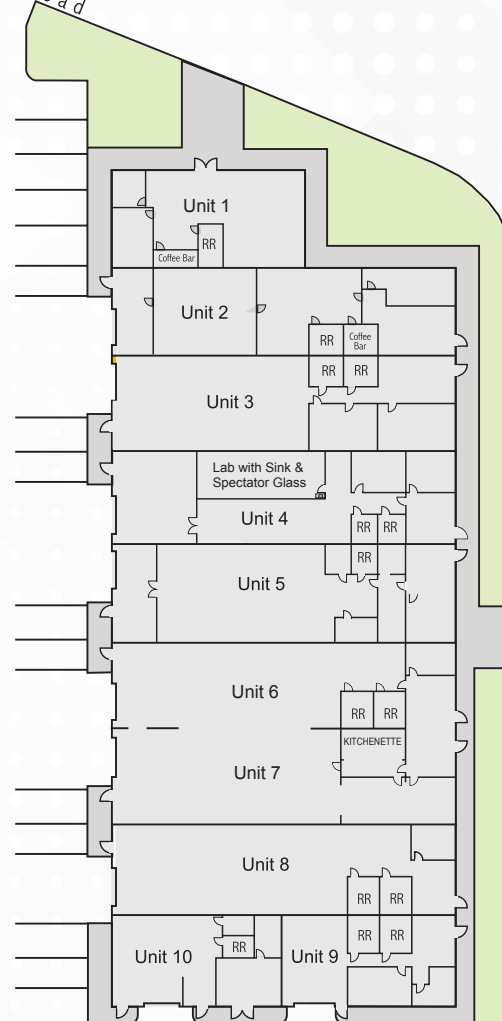 Unit 1
RR
Coffee Bar
Unit 2
RR
Coffee
Bar
RR
RR
Unit 3
Lab with Sink &
Spectator Glass
Unit 4
RR
RR
RR
Unit 5
Unit 6
RR
RR
KITCHENETTE
Unit 7
Unit 8
RR
RR
RR
RR
Unit 10
RR
Unit 9